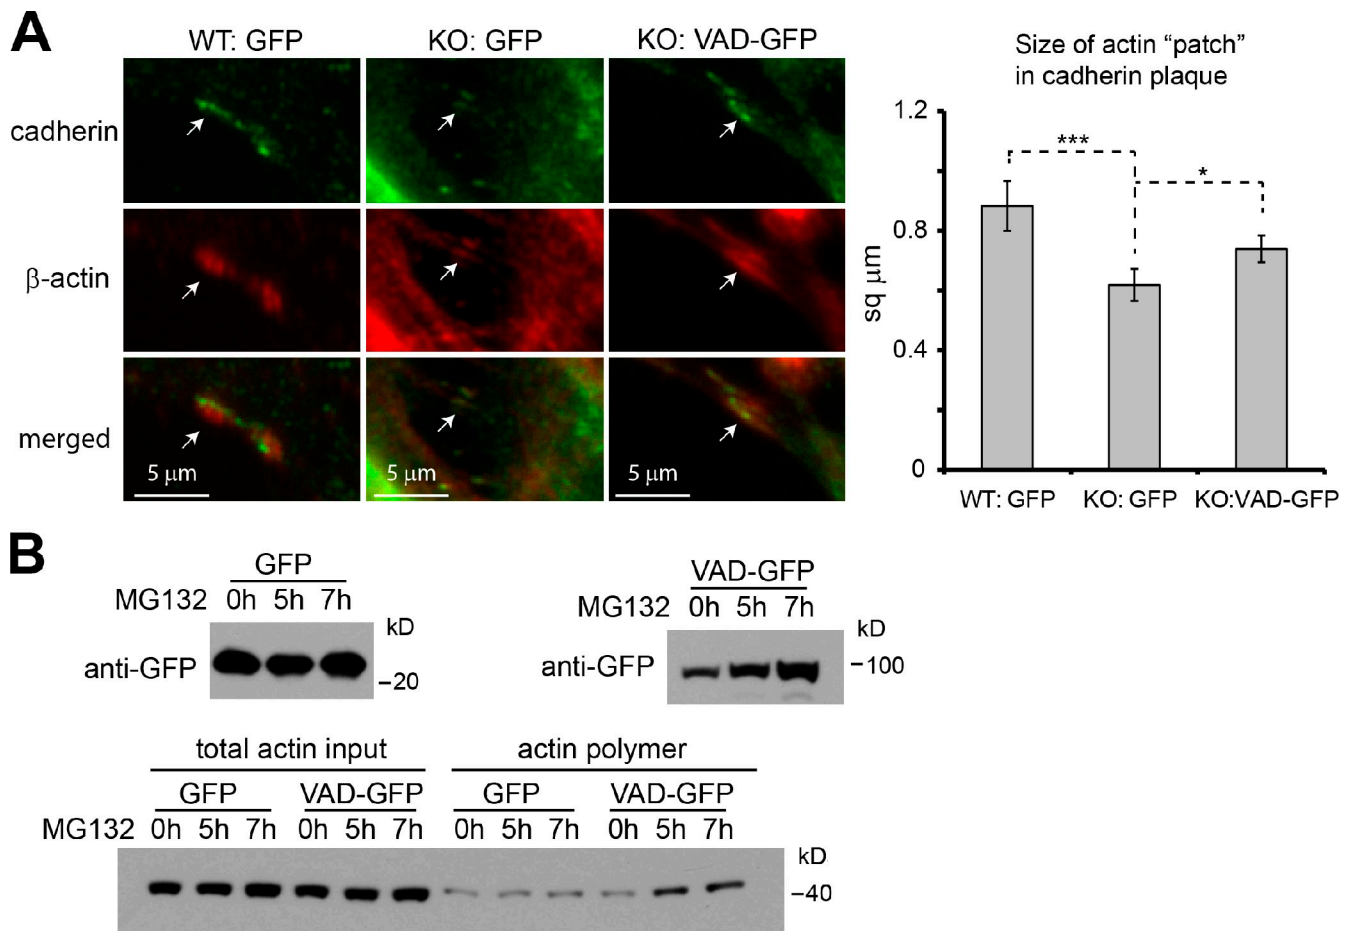 A
WT: GFP
KO: GFP
KO: VAD-GFP
cadherin
β-actin
merged
5 μm
5 μm
5 μm
Size of actin “patch”
in cadherin plaque
1.2
0.8
0.4
0
sq μm
***
*
WT: GFP
KO: GFP
KO:VAD-GFP
B
GFP
MG132 0h 5h 7h
kD
anti-GFP
–20
VAD-GFP
MG132 0h 5h 7h
kD
anti-GFP
–100
total actin input
actin polymer
GFP VAD-GFP GFP VAD-GFP
MG132 0h 5h 7h 0h 5h 7h 0h 5h 7h 0h 5h 7h
kD
–40